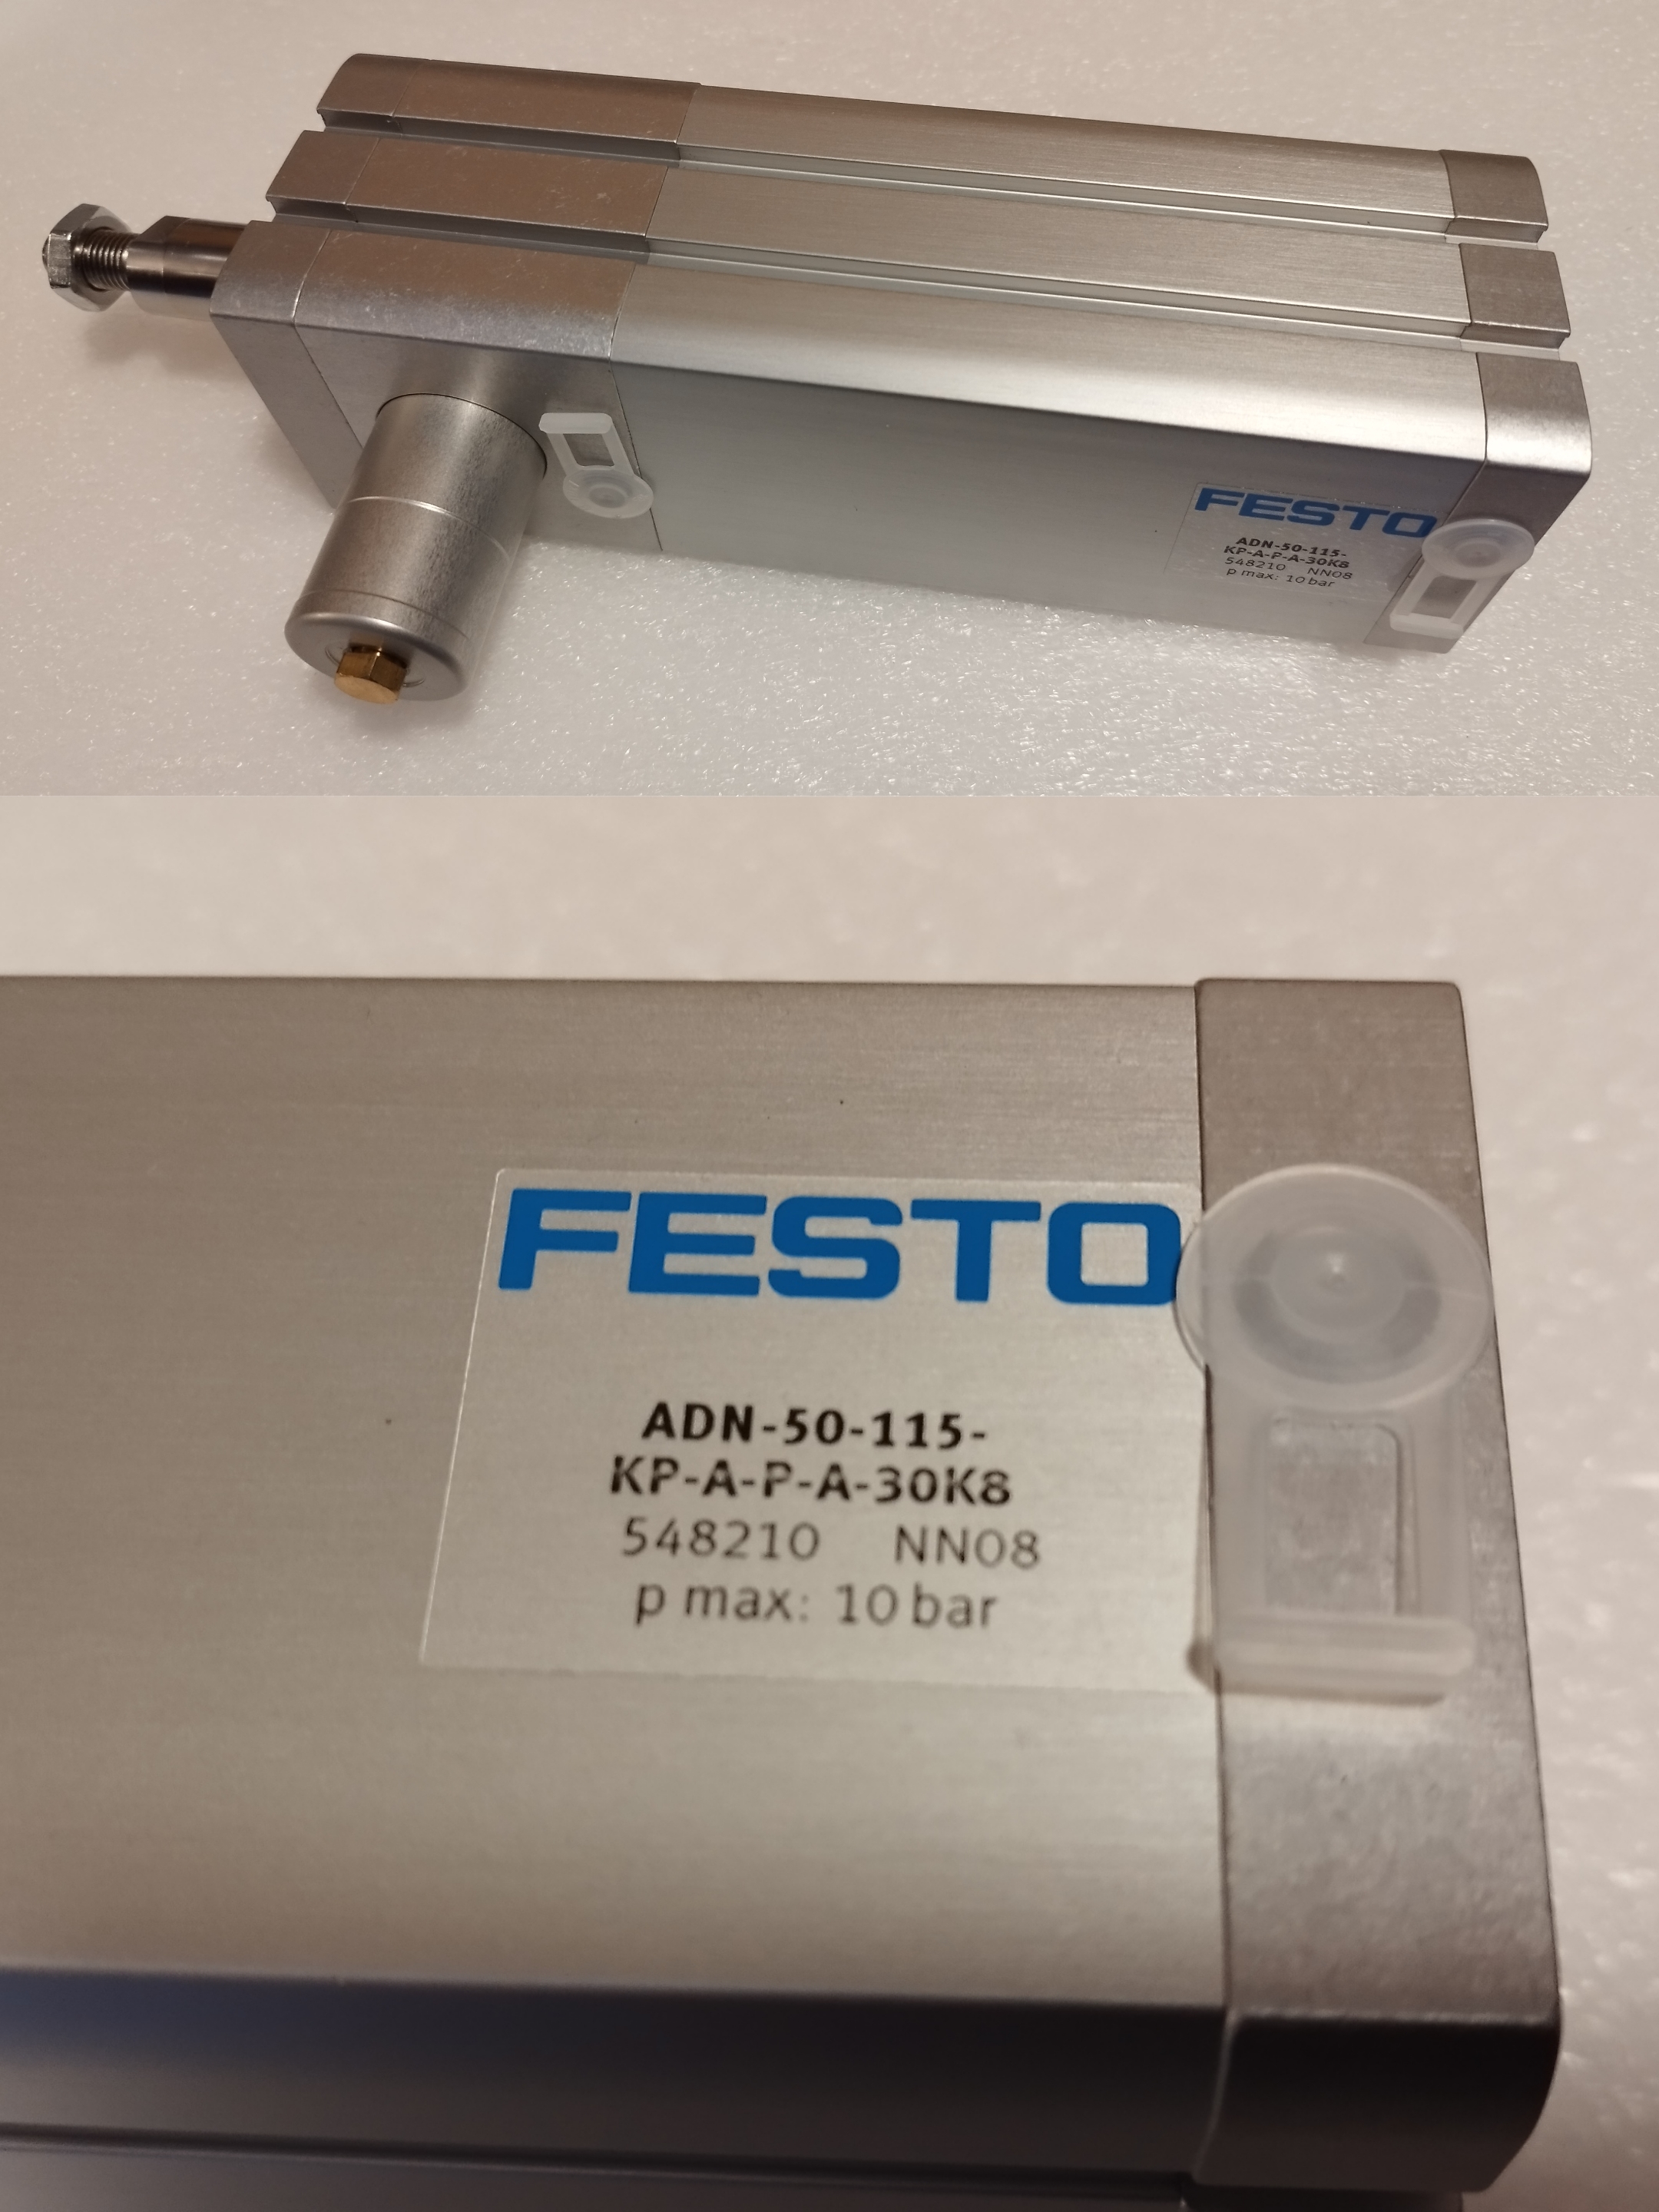 FESTO
ADN-50-115-
KP-A-P-A-30K8
548210 NN08
p max: 10 bar
FESTO
ADN-50-115-
KP-A-P-A-30K8
548210 NN08
p max: 10 bar